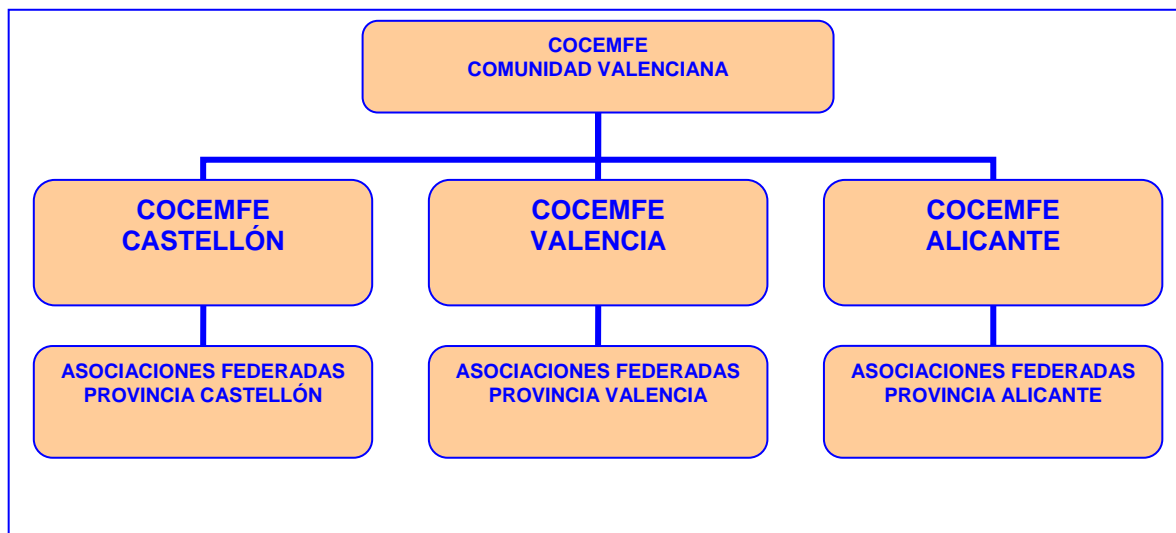 COCEMFE
COMUNIDAD VALENCIANA
COCEMFE
CASTELLÓN
COCEMFE
VALENCIA
COCEMFE
ALICANTE
ASOCIACIONES FEDERADAS
PROVINCIA CASTELLÓN
ASOCIACIONES FEDERADAS
PROVINCIA VALENCIA
ASOCIACIONES FEDERADAS
PROVINCIA ALICANTE